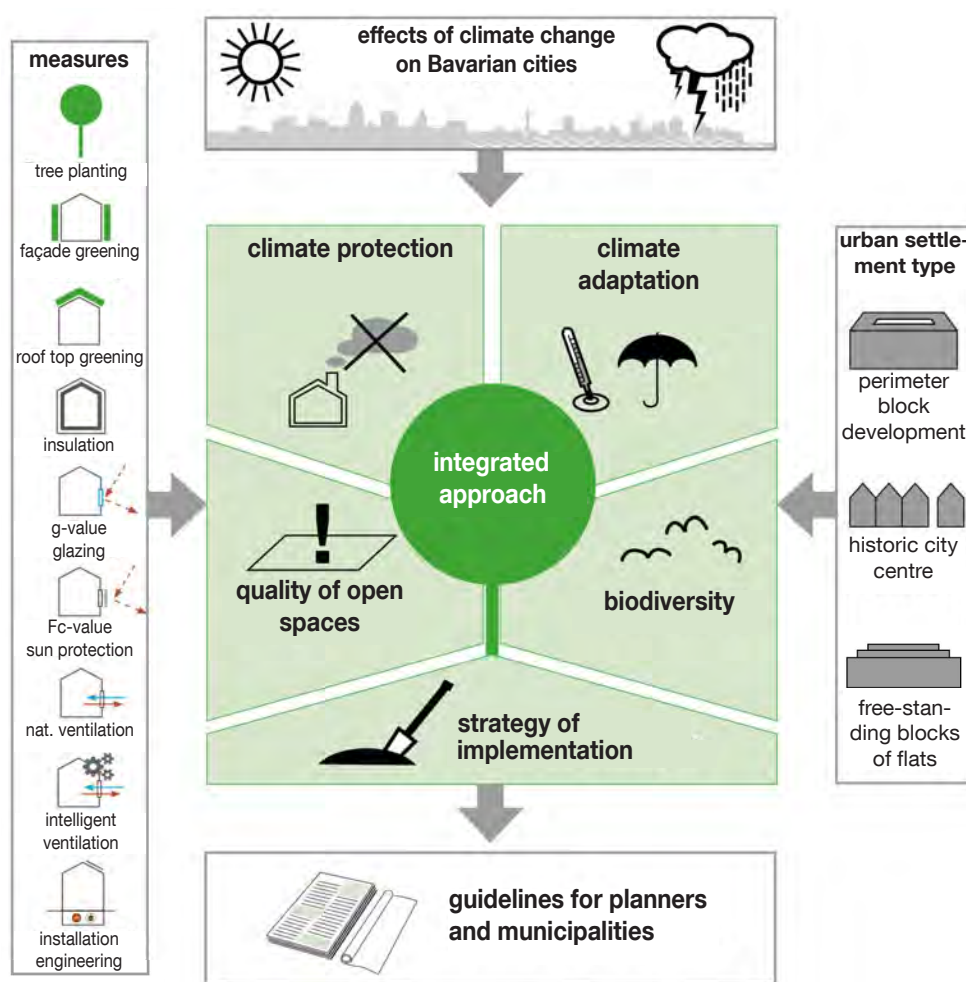 effects of climate change
on Bavarian cities
measures
tree planting
façade greening
roof top greening
insulation
g-value
glazing
Fc-value
sun protection
nat. ventilation
intelligent
ventilation
installation
engineering
climate protection
climate
adaptation
integrated
approach
quality of open
spaces
biodiversity
strategy of
implementation
urban settle-
ment type
perimeter
block
development
historic city
centre
free-stan-
ding blocks
of flats
guidelines for planners
and municipalities